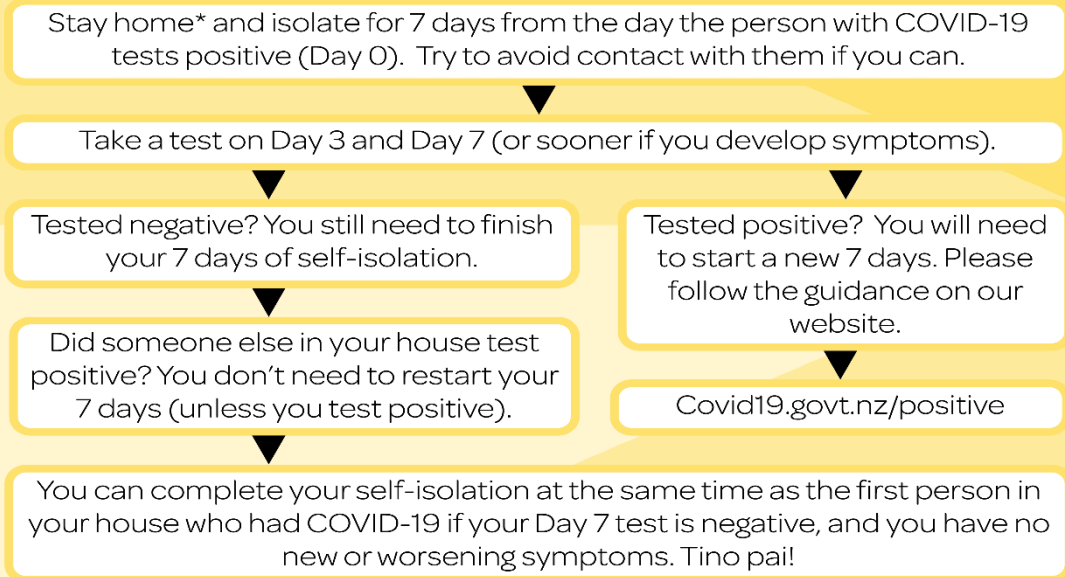 Stay home* and isolate for 7 days from the day the person with COVID-19
tests positive (Day 0).  Try to avoid contact with them if you can.
Take a test on Day 3 and Day 7 (or sooner if you develop symptoms).
Tested negative? You still need to finish
your 7 days of self-isolation.
Did someone else in your house test
positive? You don't need to restart your
7 days (unless you test positive).
Tested positive?  You will need
to start a new 7 days. Please
follow the guidance on our
website.
Covid19.govt.nz/positive
You can complete your self-isolation at the same time as the first person in
your house who had COVID-19 if your Day 7 test is negative, and you have no
new or worsening symptoms. Tino pai!